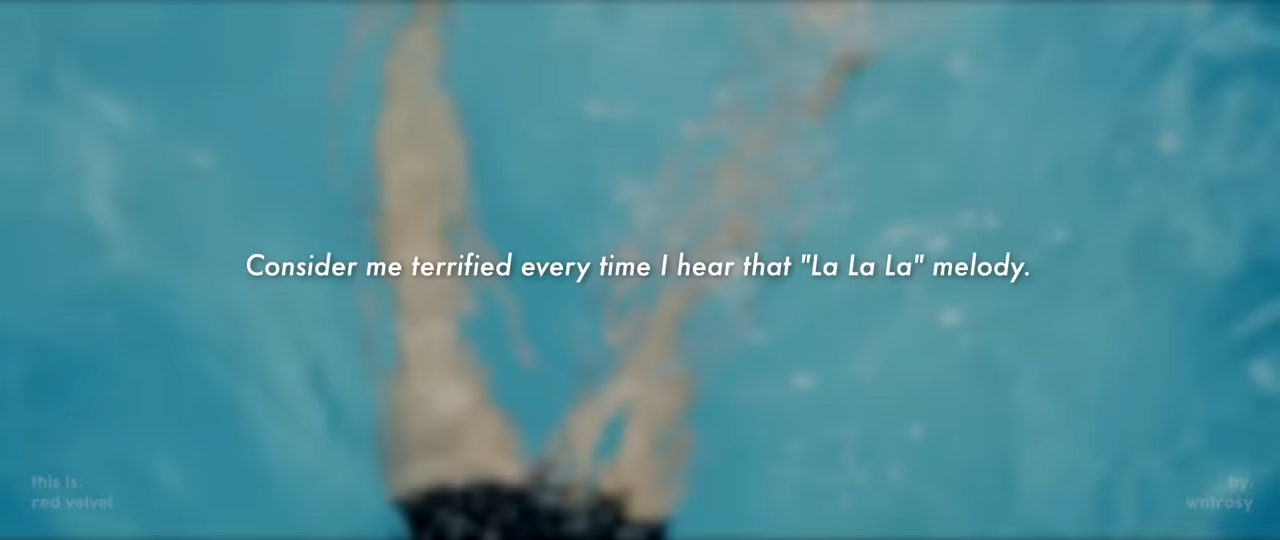 Consider me terrified every time I hear that "La La La" melody.
this is:
red velvet
by.
wntrosy